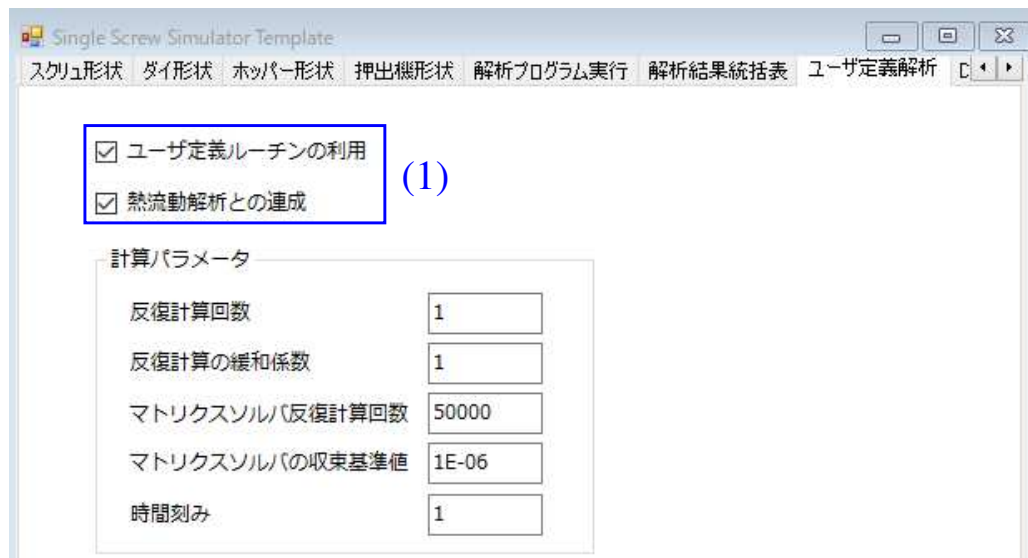 Single Screw Simulator Template
スクリュ形状 ダイ形状 ホッパー形状 押出機形状 解析プログラム実行 解析結果統括表 ユーザ定義解析
ユーザ定義ルーチンの利用
(1)
熱流動解析との連成
計算パラメータ
反復計算回数 1
反復計算の緩和係数 1
マトリクスソルバ反復計算回数 50000
マトリクスソルバの収束基準値 1E-06
時間刻み 1